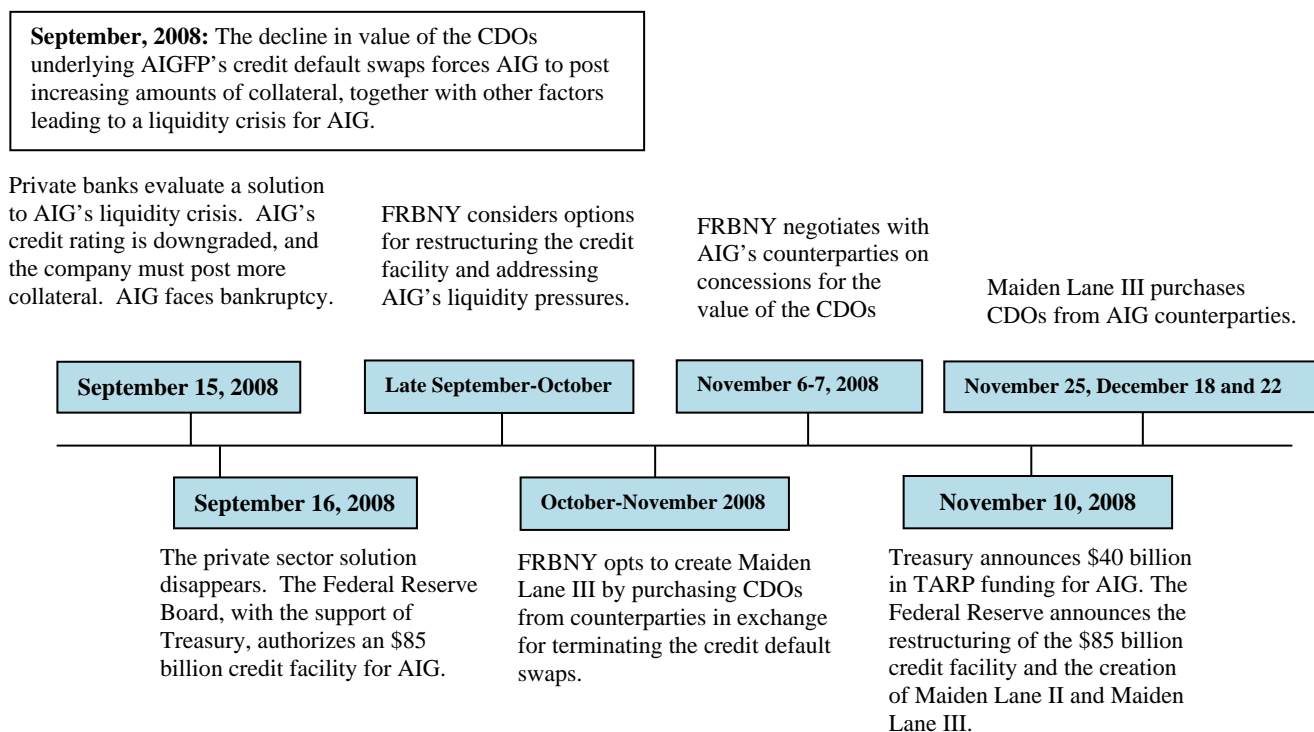 September, 2008: The decline in value of the CDOs
underlying AIGFP's credit default swaps forces AIG to post
increasing amounts of collateral, together with other factors
leading to a liquidity crisis for AIG.
Private banks evaluate a solution
to AIG's liquidity crisis. AIG's
credit rating is downgraded, and
the company must post more
collateral. AIG faces bankruptcy.
FRBNY considers options
for restructuring the credit
facility and addressing
AIG's liquidity pressures.
FRBNY negotiates with
AIG's counterparties on
concessions for the
value of the CDOs
Maiden Lane III purchases
CDOs from AIG counterparties.
September 15, 2008
Late September-October
November 6-7, 2008
November 25, December 18 and 22
September 16, 2008
October-November 2008
November 10, 2008
The private sector solution
disappears. The Federal Reserve
Board, with the support of
Treasury, authorizes an $85
billion credit facility for AIG.
FRBNY opts to create Maiden
Lane III by purchasing CDOs
from counterparties in exchange
for terminating the credit default
swaps.
Treasury announces $40 billion
in TARP funding for AIG. The
Federal Reserve announces the
restructuring of the $85 billion
credit facility and the creation
of Maiden Lane II and Maiden
Lane III.